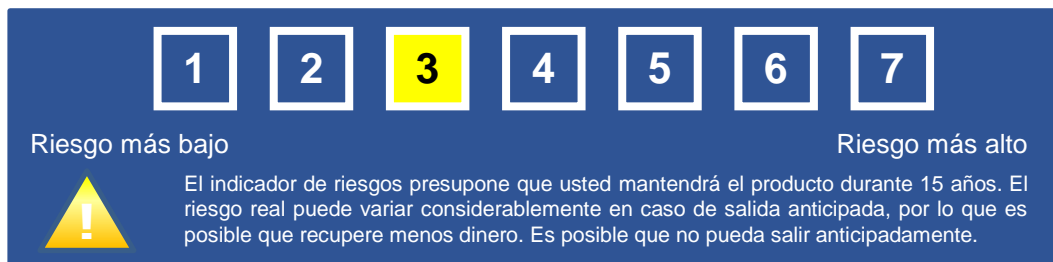 1 2 3 4 5 6 7
Riesgo más bajo Riesgo más alto
El indicador de riesgos presupone que usted mantendrá el producto durante 15 años. El
riesgo real puede variar considerablemente en caso de salida anticipada, por lo que es
posible que recupere menos dinero. Es posible que no pueda salir anticipadamente.
!